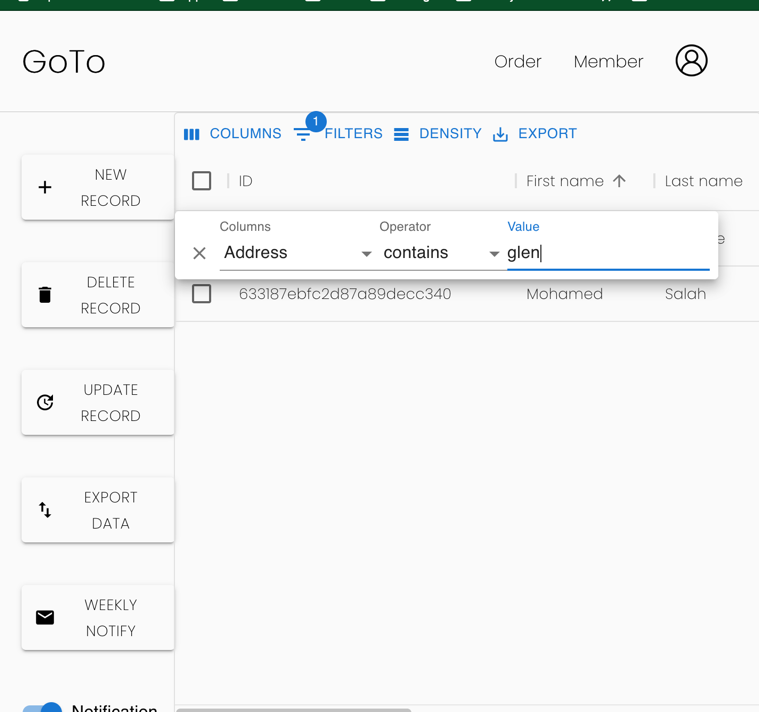 GoTo
Order Member
1
COLUMNS FILTERS DENSITY EXPORT
NEW
RECORD
ID First name Last name
Columns Operator Value
Address contains glen
DELETE
RECORD
633187ebfc2d87a89decc340 Mohamed Salah
UPDATE
RECORD
EXPORT
DATA
WEEKLY
NOTIFY
Notification